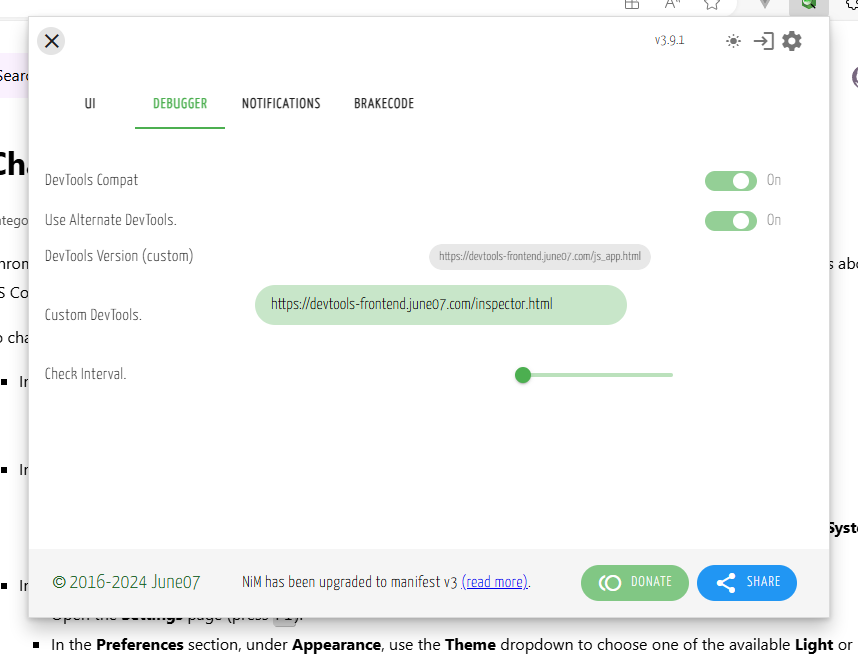 v3.9.1
Sear
UI DEBUGGER NOTIFICATIONS BRAKECODE
Cha
atego
DevTools Compat On
Use Alternate DevTools. On
DevTools Version (custom) https://devtools-frontend.june07.com/js_app.html
hrom s abo
S Co
Custom DevTools. https://devtools-frontend.june07.com/inspector.html
o cha
Check Interval.
In
In
Syste
In
© 2016-2024 June07 NiM has been upgraded to manifest v3 (read more). DONATE SHARE
Open the Settings page (press F1).
In the Preferences section, under Appearance, use the Theme dropdown to choose one of the available Light or